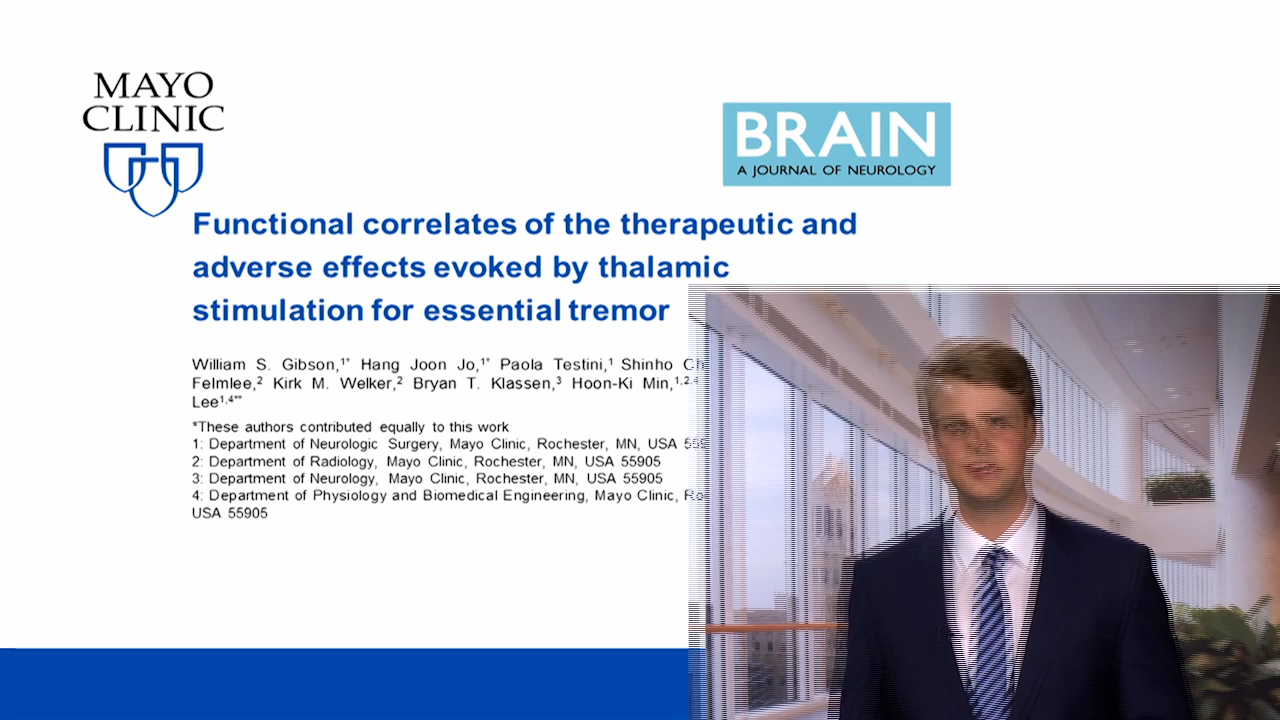 MAYO
CLINIC
BRAIN
A JOURNAL OF NEUROLOGY
Functional correlates of the therapeutic and
adverse effects evoked by thalamic
stimulation for essential tremor
William S. Gibson,1* Hang Joon Jo,1* Paola Testini,1 Shinho
Felmlee,2 Kirk M. Welker,2 Bryan T. Klassen,3 Hoon-Ki Min,1,2,4
Lee1,4**
*These authors contributed equally to this work
1: Department of Neurologic Surgery, Mayo Clinic, Rochester, MN, USA
2: Department of Radiology, Mayo Clinic, Rochester, MN, USA 55905
3: Department of Neurology, Mayo Clinic, Rochester, MN, USA 55905
4: Department of Physiology and Biomedical Engineering, Mayo Clinic,
USA 55905